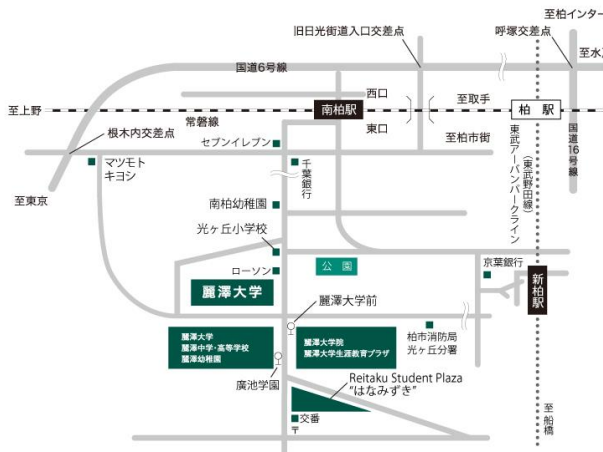 至柏インター
旧日光街道入口交差点
呼塚交差点
国道6号線
西口
至上野
南柏駅
至取手
柏 駅
常磐線
東口
根木内交差点
セブンイレブン
至柏市街
国道16号線
マツモト
キヨシ
千葉銀行
東武アーバンパークライン
(東武野田線)
至東京
南柏幼稚園
光ヶ丘小学校
公園
京葉銀行
ローソン
麗澤大学
新柏駅
麗澤大学前
麗澤大学
麗澤中学・高等学校
麗澤幼稚園
麗澤大学院
麗澤大学生涯教育プラザ
柏市消防局
光ヶ丘分署
廣池学園
Reitaku Student Plaza
“はなみずき”
交番
〒
至船橋